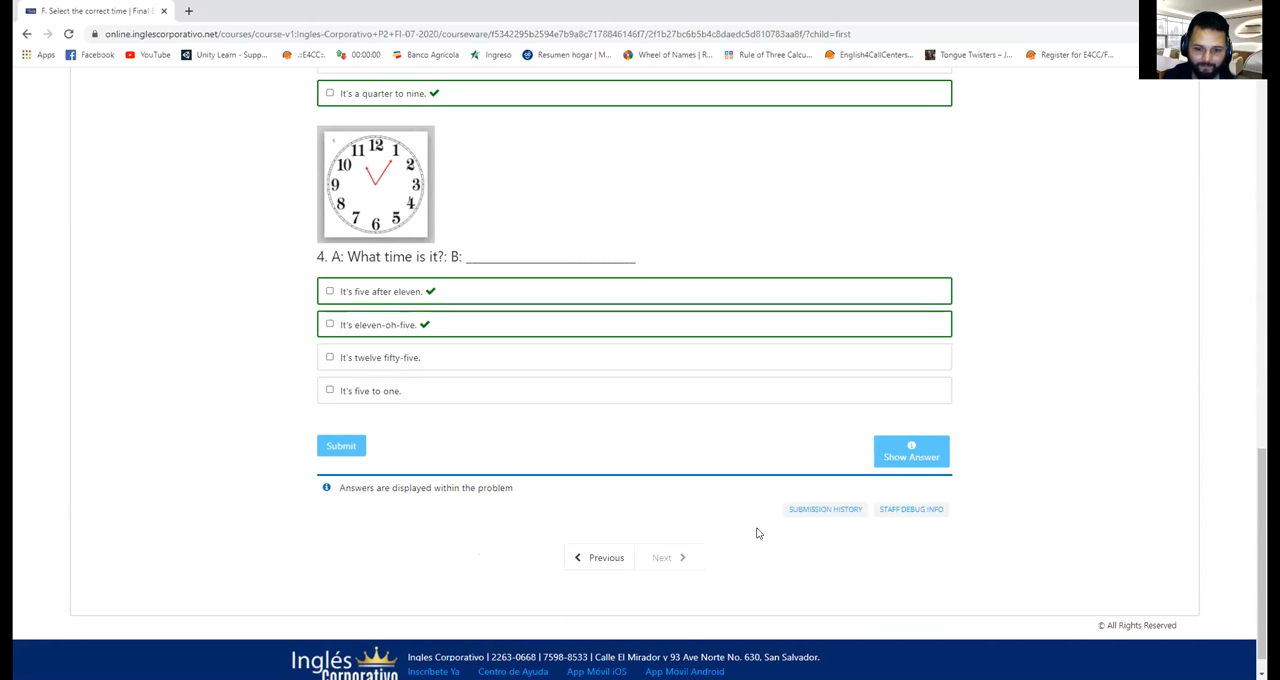 F. Select the correct time | Final E
online.inglescorporativo.net/courses/course-v1:Ingles-Corporativo+P2+FI-07-2020/courseware/f5342295b2594e7b9a8c7178846146f7/2f1b27bc6b5b4c8daedc5d810783aa8f/?child=first
Apps Facebook YouTube Unity Learn - Supp... .:E4CC:. 00:00:00 Banco Agrícola Ingreso Resumen hogar | M... Wheel of Names | R... Rule of Three Calcu... English4CallCenters... Tongue Twisters – J... Register for E4CC/F...
It's a quarter to nine.
11 12 1
10 2
9 3
8 4
7 6 5
4. A: What time is it?: B: ________________________
It's five after eleven.
It's eleven-oh-five.
It's twelve fifty-five.
It's five to one.
Submit
Show Answer
Answers are displayed within the problem
SUBMISSION HISTORY STAFF DEBUG INFO
Previous Next
© All Rights Reserved
Inglés Corporativo
Ingles Corporativo | 2263-0668 | 7598-8533 | Calle El Mirador y 93 Ave Norte No. 630, San Salvador.
Inscríbete Ya Centro de Ayuda App Móvil iOS App Móvil Android